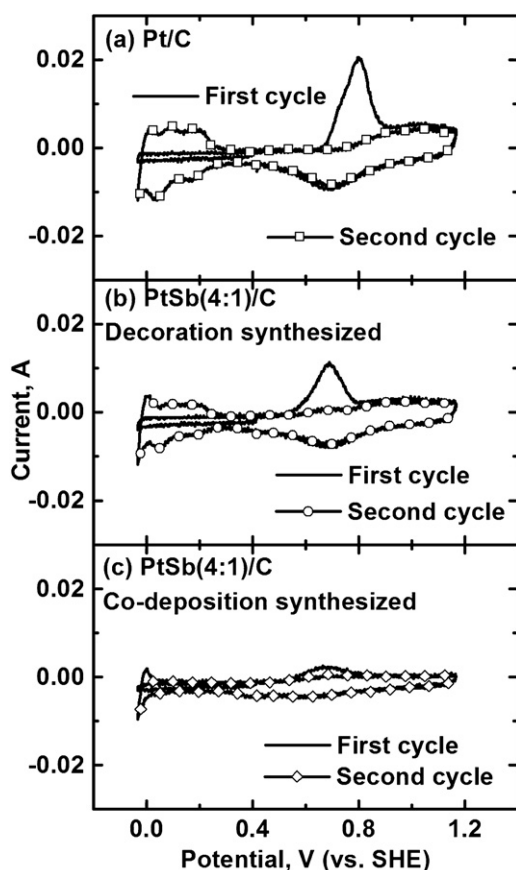 (a) Pt/C
First cycle
Second cycle
0.02
0.00
-0.02
(b) PtSb(4:1)/C
Decoration synthesized
First cycle
Second cycle
0.02
0.00
-0.02
Current, A
(c) PtSb(4:1)/C
Co-deposition synthesized
First cycle
Second cycle
0.02
0.00
-0.02
0.0 0.4 0.8 1.2
Potential, V (vs. SHE)